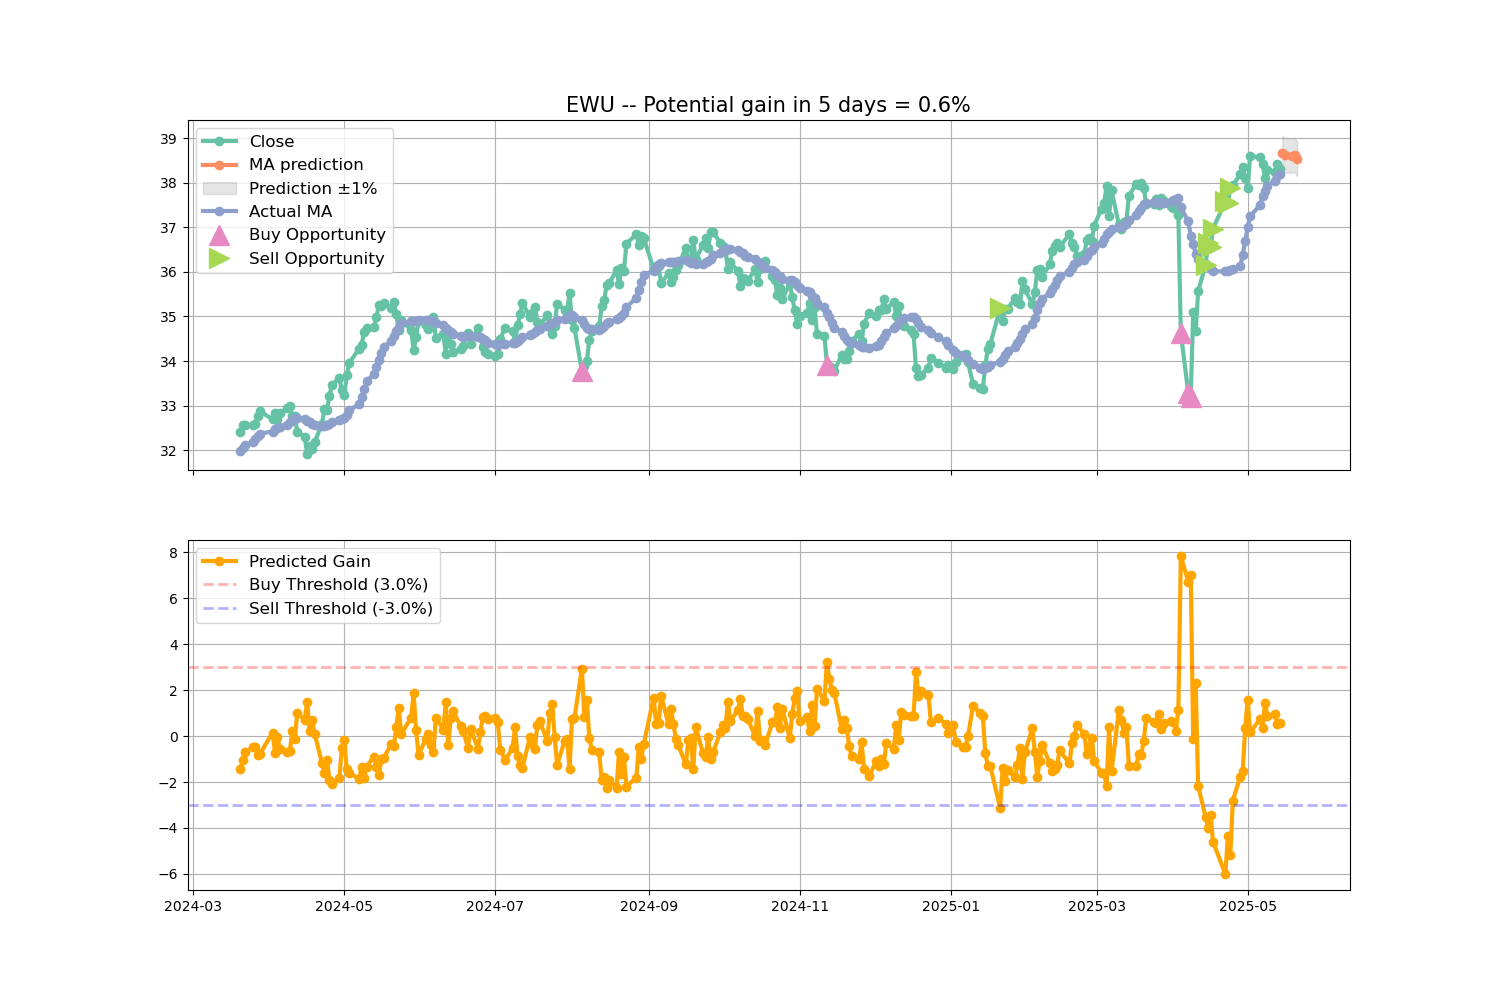 EWU -- Potential gain in 5 days = 0.6%
39
38
37
36
35
34
33
32
Close
MA prediction
Prediction ±1%
Actual MA
Buy Opportunity
Sell Opportunity
8
6
4
2
0
−2
−4
−6
Predicted Gain
Buy Threshold (3.0%)
Sell Threshold (-3.0%)
2024-03 2024-05 2024-07 2024-09 2024-11 2025-01 2025-03 2025-05